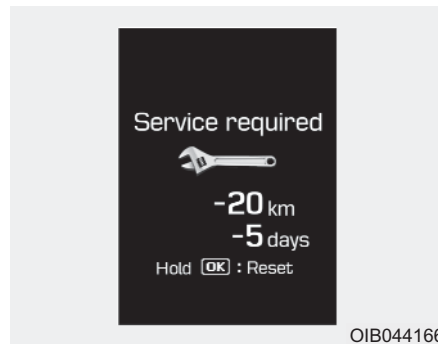 Service required
-20 km
-5 days
Hold OK : Reset
OIB044166